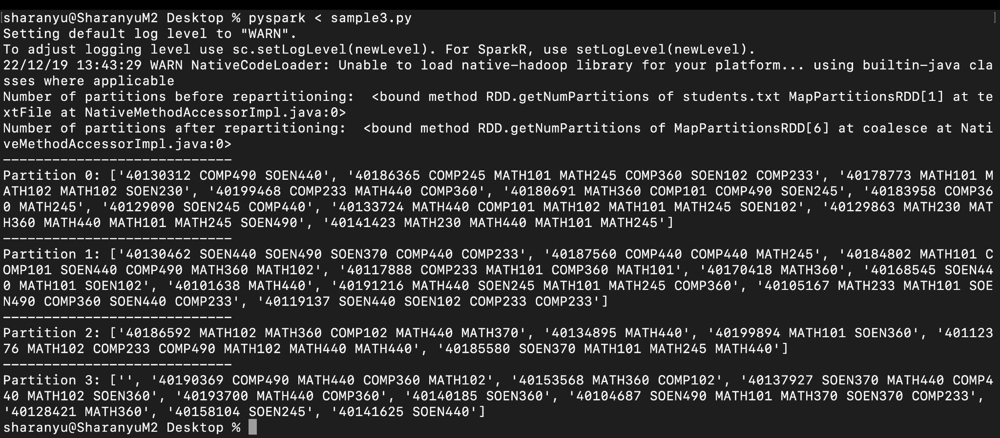 [sharanyu@SharanyuM2 Desktop % pyspark < sample3.py ]
Setting default log level to "WARN".
To adjust logging level use sc.setLogLevel(newLevel). For SparkR, use setLogLevel(newLevel).
22/12/19 13:43:29 WARN NativeCodeLoader: Unable to load native-hadoop library for your platform... using builtin-java cla
sses where applicable
Number of partitions before repartitioning:  <bound method RDD.getNumPartitions of students.txt MapPartitionsRDD[1] at te
xtFile at NativeMethodAccessorImpl.java:0>
Number of partitions after repartitioning:  <bound method RDD.getNumPartitions of MapPartitionsRDD[6] at coalesce at Nati
veMethodAccessorImpl.java:0>
----------------------------
Partition 0: ['40130312 COMP490 SOEN440', '40186365 COMP245 MATH101 MATH245 COMP360 SOEN102 COMP233', '40178773 MATH101 M
ATH102 MATH102 SOEN230', '40199468 COMP233 MATH440 COMP360', '40180691 MATH360 COMP101 COMP490 SOEN245', '40183958 COMP36
0 MATH245', '40129090 SOEN245 COMP440', '40133724 MATH440 COMP101 MATH102 MATH101 MATH245 SOEN102', '40129863 MATH230 MAT
H360 MATH440 MATH101 MATH245 SOEN490', '40141423 MATH230 MATH440 MATH101 MATH245']
----------------------------
Partition 1: ['40130462 SOEN440 SOEN490 SOEN370 COMP440 COMP233', '40187560 COMP440 COMP440 MATH245', '40184802 MATH101 C
OMP101 SOEN440 COMP490 MATH360 MATH102', '40117888 COMP233 MATH101 COMP360 MATH101', '40170418 MATH360', '40168545 SOEN44
0 MATH101 SOEN102', '40101638 MATH440', '40191216 MATH440 SOEN245 MATH101 MATH245 COMP360', '40105167 MATH233 MATH101 SOE
N490 COMP360 SOEN440 COMP233', '40119137 SOEN440 SOEN102 COMP233 COMP233']
----------------------------
Partition 2: ['40186592 MATH102 MATH360 COMP102 MATH440 MATH370', '40134895 MATH440', '40199894 MATH101 SOEN360', '401123
76 MATH102 COMP233 COMP490 MATH102 MATH440 MATH440', '40185580 SOEN370 MATH101 MATH245 MATH440']
----------------------------
Partition 3: ['', '40190369 COMP490 MATH440 COMP360 MATH102', '40153568 MATH360 COMP102', '40137927 SOEN370 MATH440 COMP4
40 MATH102 SOEN360', '40193700 MATH440 COMP360', '40140185 SOEN360', '40104687 SOEN490 MATH101 MATH370 SOEN370 COMP233',
'40128421 MATH360', '40158104 SOEN245', '40141625 SOEN440']
sharanyu@SharanyuM2 Desktop %